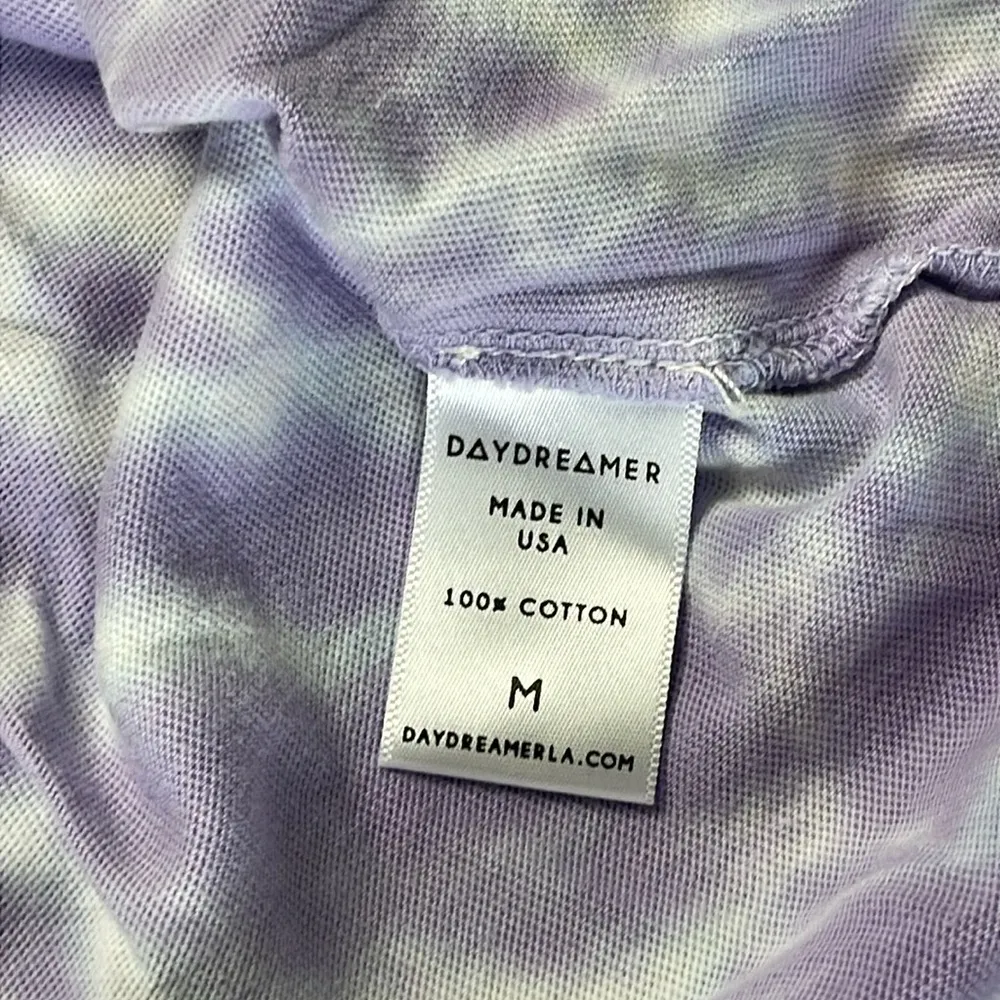 DAYDREAMER
MADE IN
USA
100% COTTON
M
DAYDREAMERLA.COM